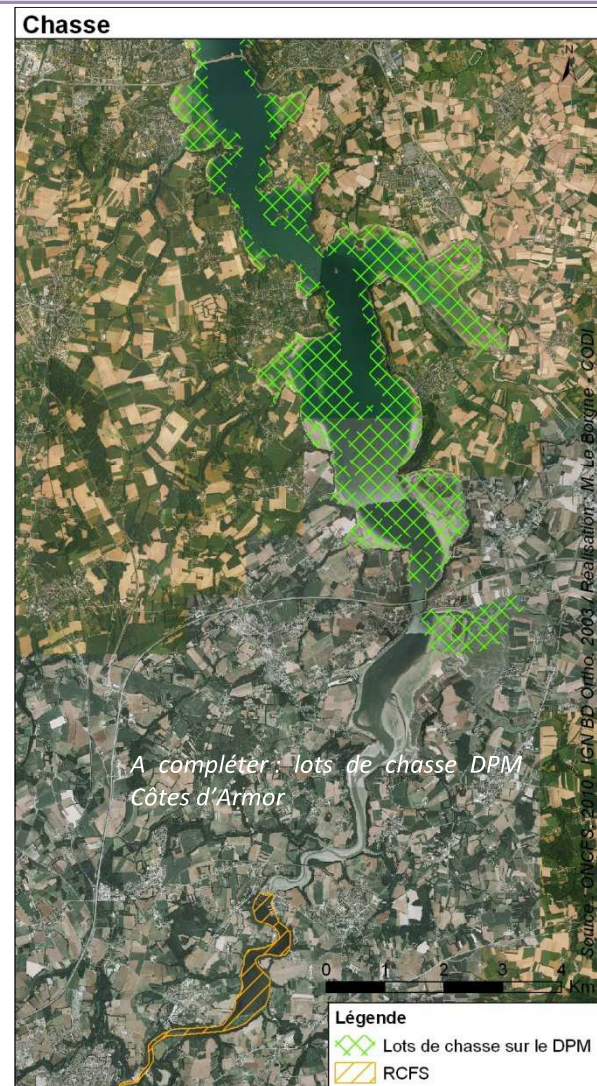 Chasse
N
A compléter : lots de chasse DPM
Côtes d'Armor
Source : ONCFS 2010, IGN BD Ortho 2003 / Réalisation : M. Le Borgne - CODI
0 1 2 3 4
Km
Légende
Lots de chasse sur le DPM
RCFS